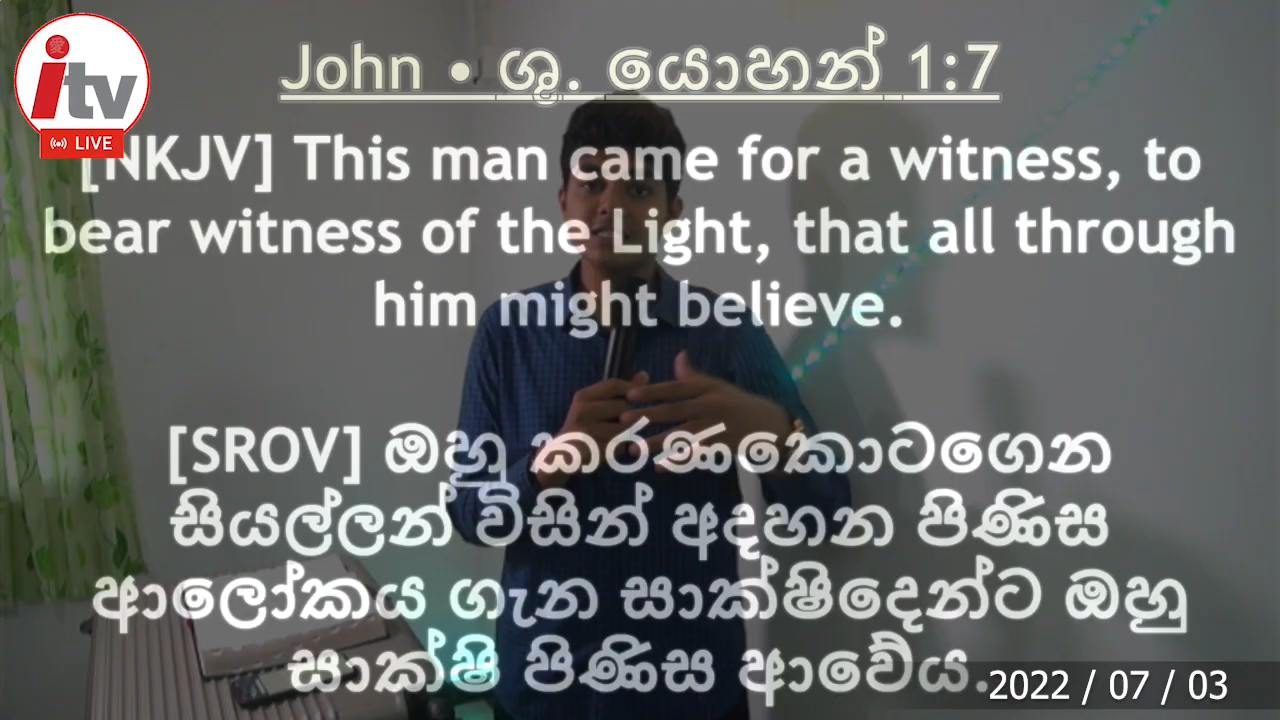 itv
LIVE
John • ශු. යොහන් 1:7
[NKJV] This man came for a witness, to
bear witness of the Light, that all through
him might believe.
[SROV] ඔහු කරණකොටගෙන
සියල්ලන් විසින් අදහන පිණිස
ආලෝකය ගැන සාක්ෂිදෙන්ට ඔහු
සාක්ෂි පිණිස ආවේය.
2022 / 07 / 03